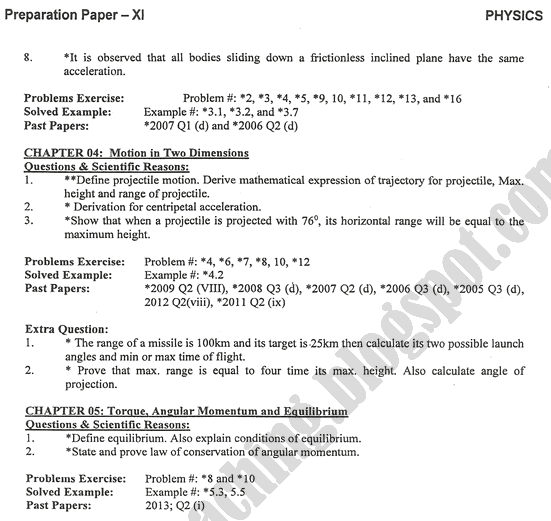 Preparation Paper – XI PHYSICS
8. *It is observed that all bodies sliding down a frictionless inclined plane have the same
acceleration.
Problems Exercise: Problem #: *2, *3, *4, *5, *9, 10, *11, *12, *13, and *16
Solved Example: Example #: *3.1, *3.2, and *3.7
Past Papers: *2007 Q1 (d) and *2006 Q2 (d)
CHAPTER 04: Motion in Two Dimensions
Questions & Scientific Reasons:
1. **Define projectile motion. Derive mathematical expression of trajectory for projectile, Max.
height and range of projectile.
2. * Derivation for centripetal acceleration.
3. *Show that when a projectile is projected with 76⁰, its horizontal range will be equal to the
maximum height.
Problems Exercise: Problem #: *4, *6, *7, *8, 10, *12
Solved Example: Example #: *4.2
Past Papers: *2009 Q2 (VIII), *2008 Q3 (d), *2007 Q2 (d), *2006 Q3 (d), *2005 Q3 (d),
2012 Q2(viii), *2011 Q2 (ix)
Extra Question:
1. * The range of a missile is 100km and its target is 25km then calculate its two possible launch
angles and min or max time of flight.
2. * Prove that max. range is equal to four time its max. height. Also calculate angle of
projection.
CHAPTER 05: Torque, Angular Momentum and Equilibrium
Questions & Scientific Reasons:
1. *Define equilibrium. Also explain conditions of equilibrium.
2. *State and prove law of conservation of angular momentum.
Problems Exercise: Problem #: *8 and *10
Solved Example: Example #: *5.3, 5.5
Past Papers: 2013; Q2 (i)
aching.blogspot.com